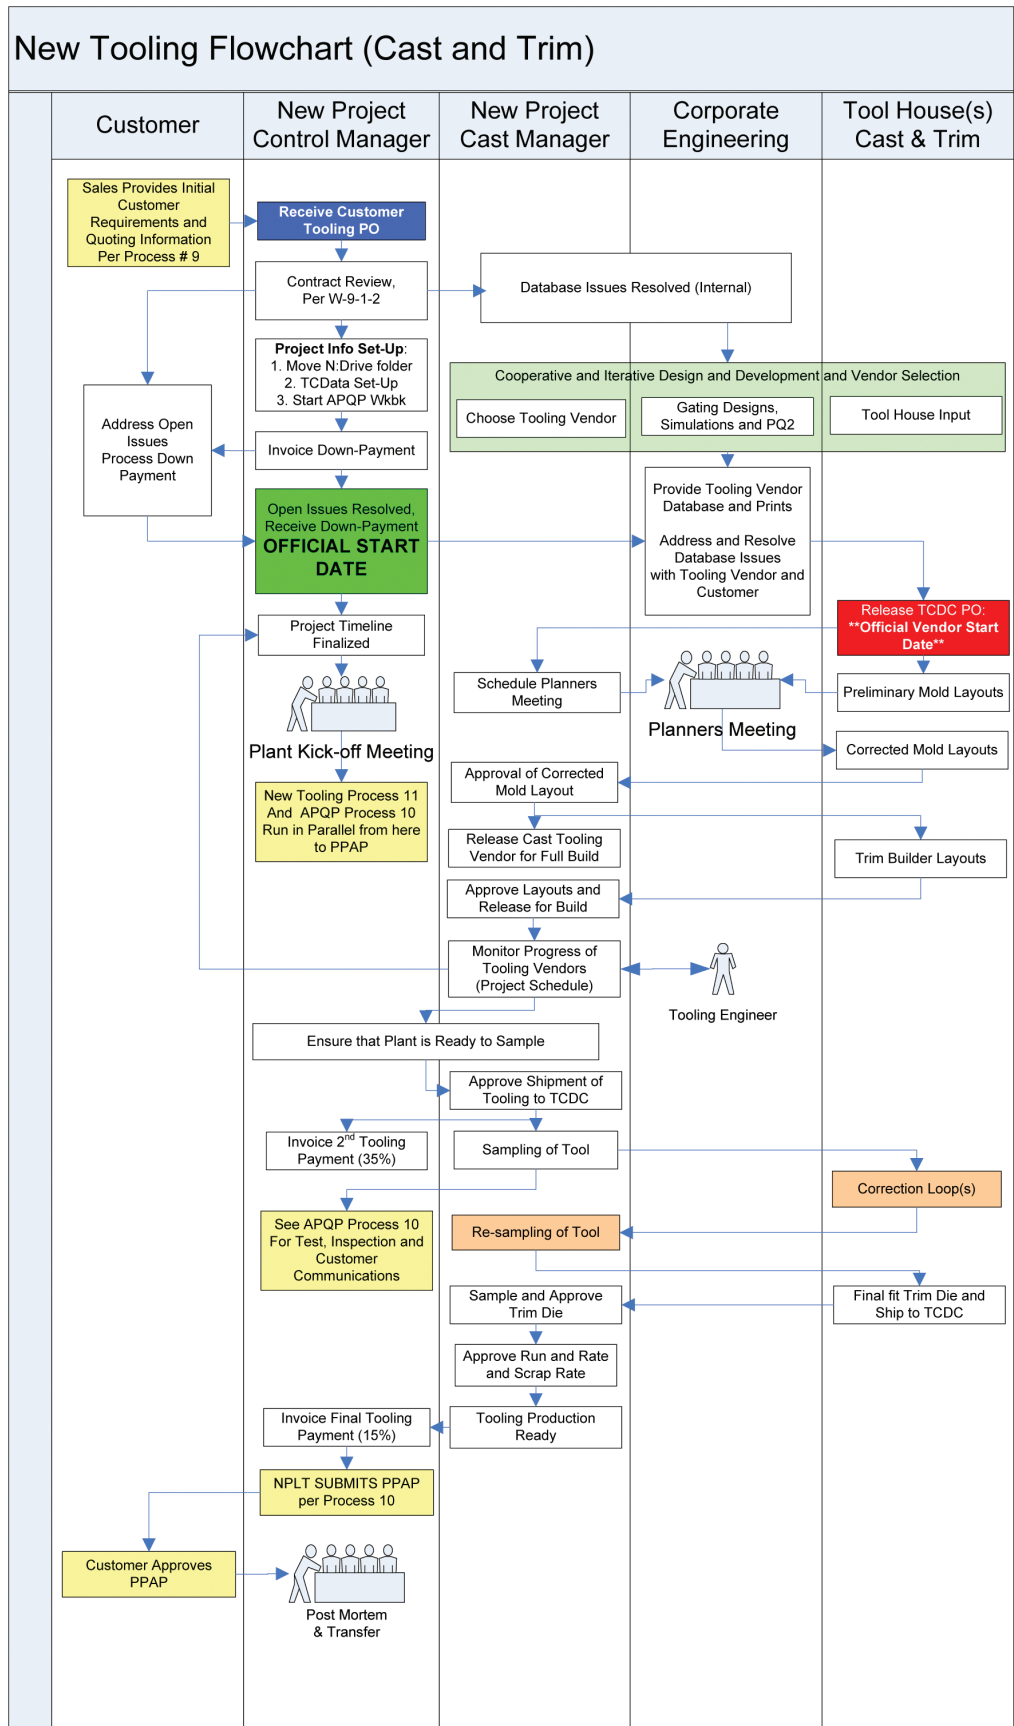 New Tooling Flowchart (Cast and Trim)
Customer
New Project
Control Manager
New Project
Cast Manager
Corporate
Engineering
Tool House(s)
Cast & Trim
Sales Provides Initial
Customer
Requirements and
Quoting Information
Per Process # 9
Receive Customer
Tooling PO
Contract Review,
Per W-9-1-2
Database Issues Resolved (Internal)
Project Info Set-Up:
1. Move N:Drive folder
2. TCData Set-Up
3. Start APQP Wkbk
Cooperative and Iterative Design and Development and Vendor Selection
Choose Tooling Vendor
Gating Designs,
Simulations and PQ2
Tool House Input
Address Open
Issues
Process Down
Payment
Invoice Down-Payment
Open Issues Resolved,
Receive Down-Payment
OFFICIAL START
DATE
Provide Tooling Vendor
Database and Prints
Address and Resolve
Database Issues
with Tooling Vendor and
Customer
Release TCDC PO:
**Official Vendor Start
Date**
Project Timeline
Finalized
Schedule Planners
Meeting
Preliminary Mold Layouts
Planners Meeting
Plant Kick-off Meeting
Corrected Mold Layouts
Approval of Corrected
Mold Layout
New Tooling Process 11
And APQP Process 10
Run in Parallel from here
to PPAP
Release Cast Tooling
Vendor for Full Build
Trim Builder Layouts
Approve Layouts and
Release for Build
Monitor Progress of
Tooling Vendors
(Project Schedule)
Tooling Engineer
Ensure that Plant is Ready to Sample
Approve Shipment of
Tooling to TCDC
Invoice 2nd Tooling
Payment (35%)
Sampling of Tool
Correction Loop(s)
See APQP Process 10
For Test, Inspection and
Customer
Communications
Re-sampling of Tool
Sample and Approve
Trim Die
Final fit Trim Die and
Ship to TCDC
Approve Run and Rate
and Scrap Rate
Invoice Final Tooling
Payment (15%)
Tooling Production
Ready
NPLT SUBMITS PPAP
per Process 10
Customer Approves
PPAP
Post Mortem
& Transfer